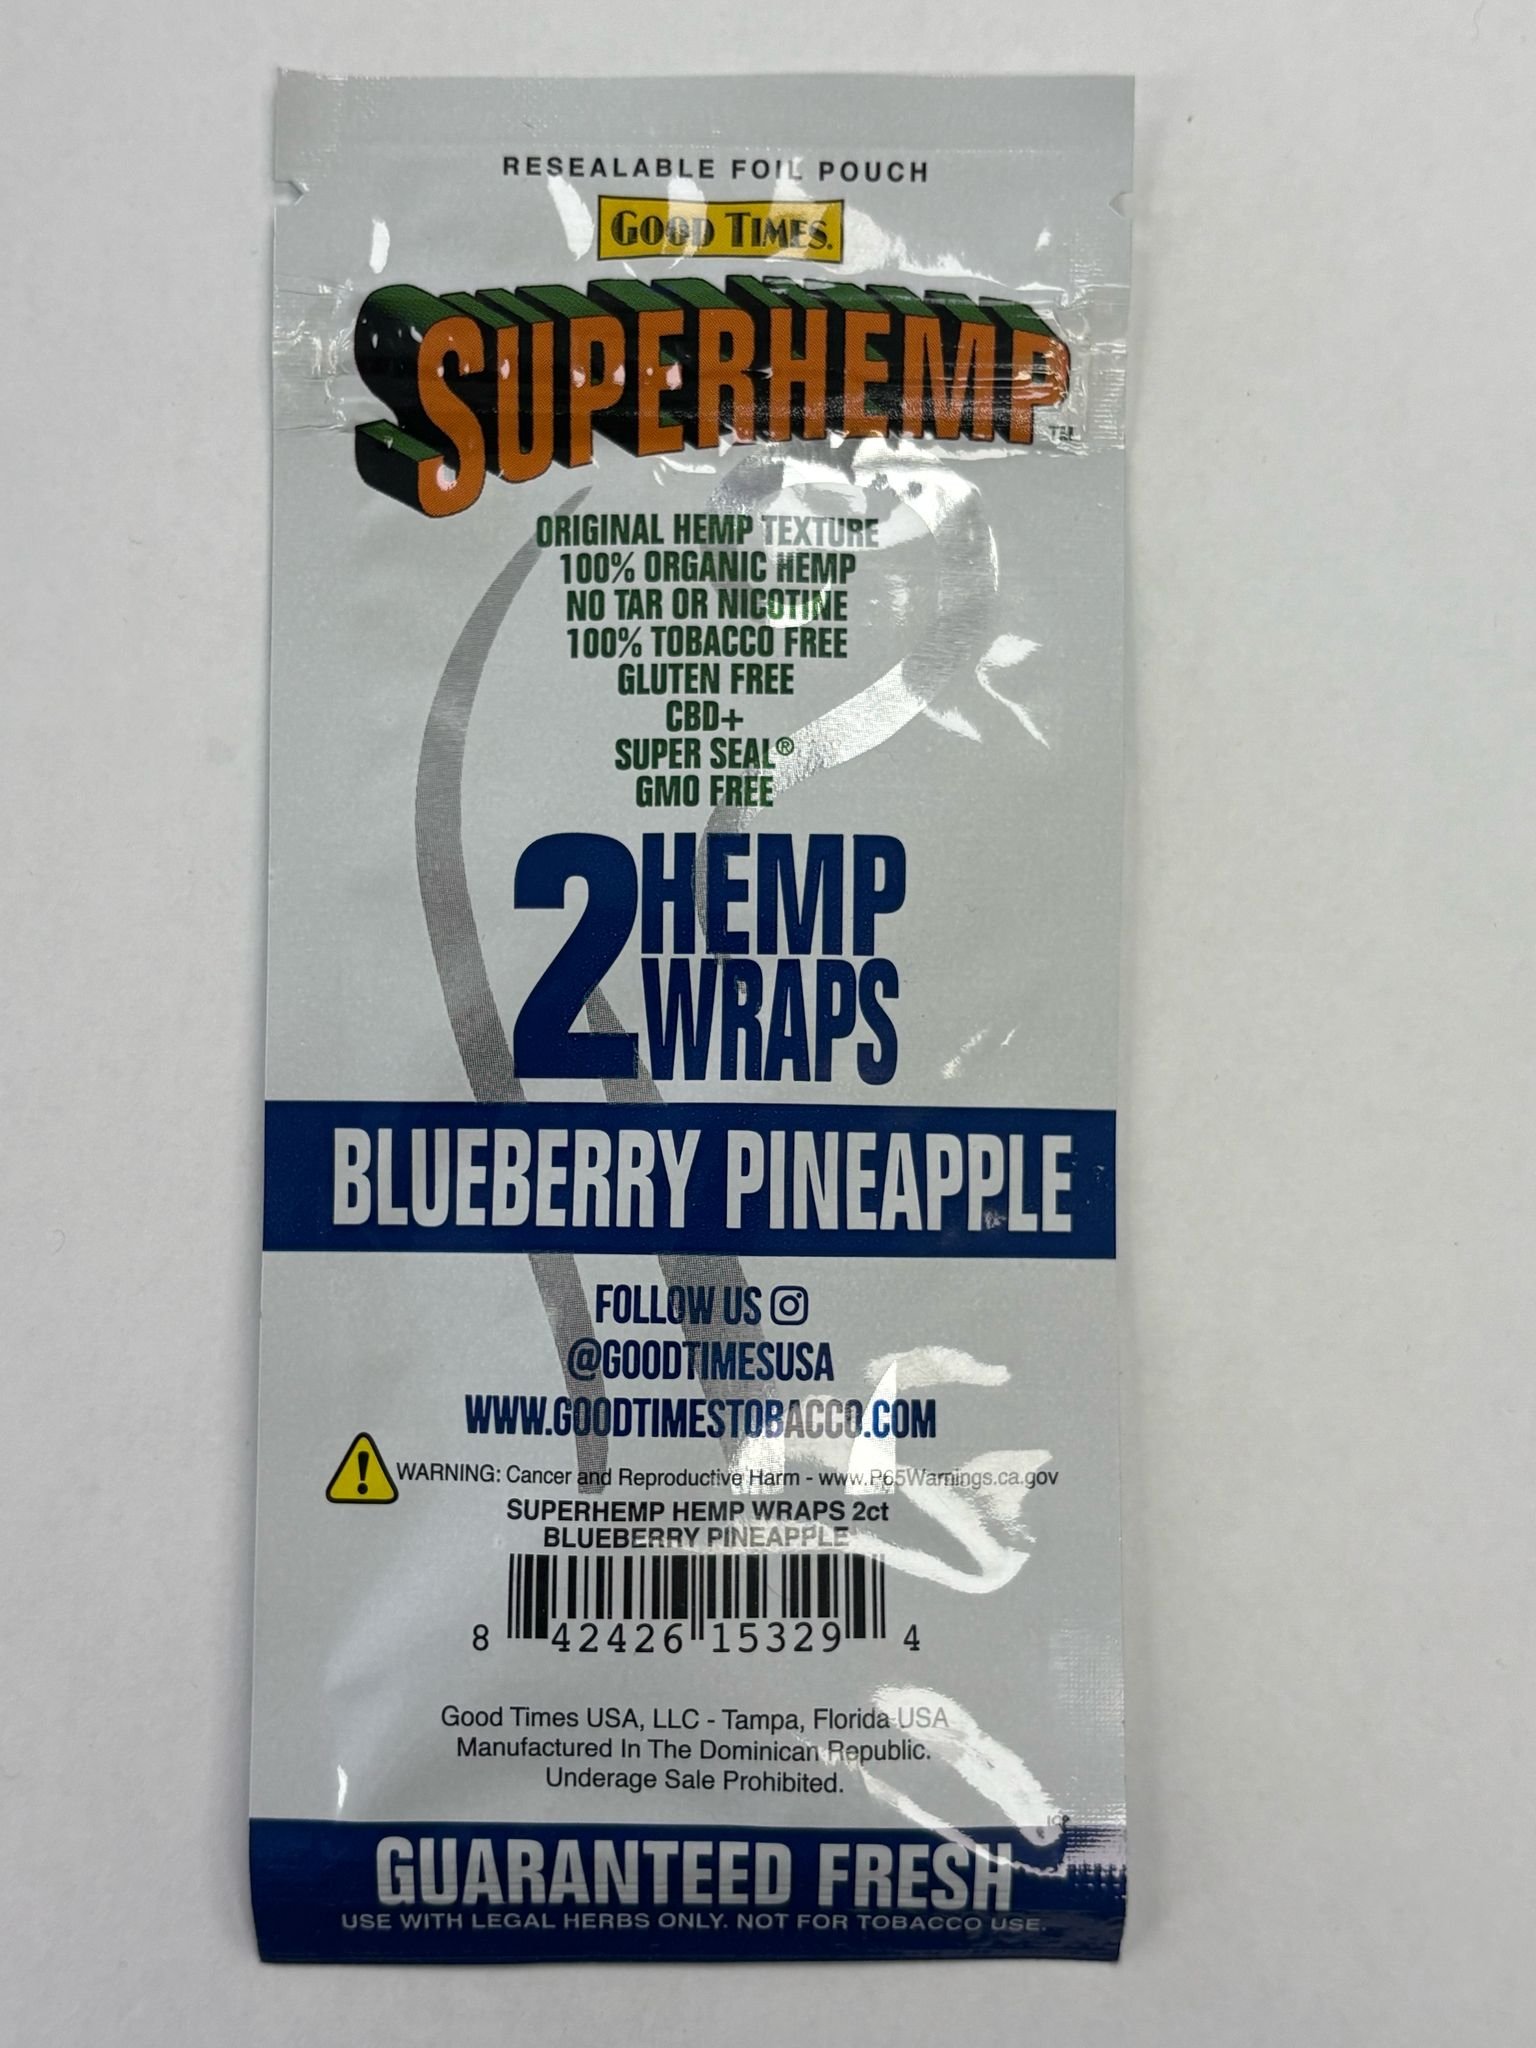 RESEALABLE FOIL POUCH
GOOD TIMES®
SUPERHEMP™
ORIGINAL HEMP TEXTURE
100% ORGANIC HEMP
NO TAR OR NICOTINE
100% TOBACCO FREE
GLUTEN FREE
CBD+
SUPER SEAL®
GMO FREE
2 HEMP
WRAPS
BLUEBERRY PINEAPPLE
FOLLOW US
@GOODTIMESUSA
WWW.GOODTIMESTOBACCO.COM
WARNING: Cancer and Reproductive Harm - www.P65Warnings.ca.gov
SUPERHEMP HEMP WRAPS 2ct
BLUEBERRY PINEAPPLE
8 42426 15329 4
Good Times USA, LLC - Tampa, Florida USA
Manufactured In The Dominican Republic.
Underage Sale Prohibited.
GUARANTEED FRESH
USE WITH LEGAL HERBS ONLY. NOT FOR TOBACCO USE.